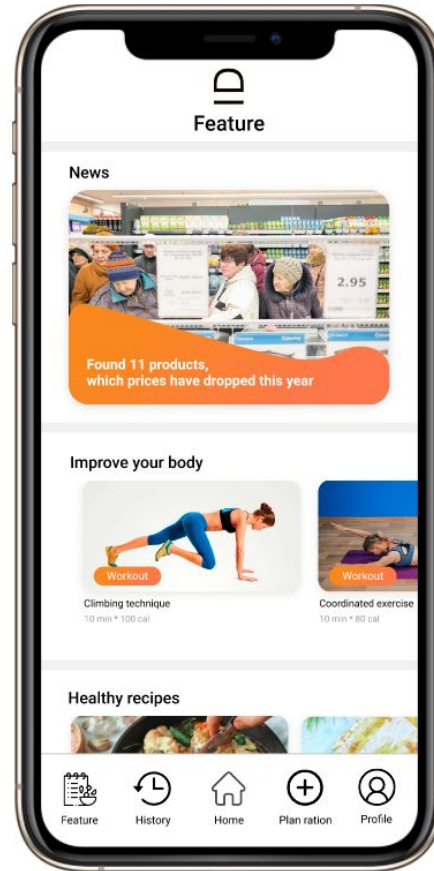 Feature
News
2.95
Found 11 products,
which prices have dropped this year
Improve your body
Workout
Workout
Climbing technique
Coordinated exercise
10 min * 100 cal
10 min * 80 cal
Healthy recipes
Feature
History
Home
Plan ration
Profile